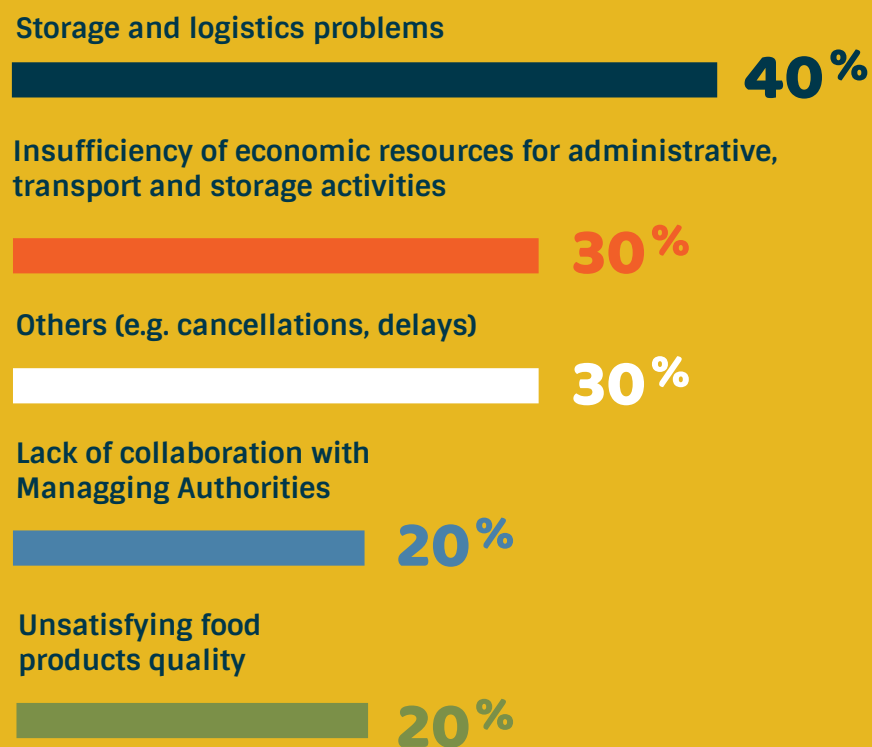 Storage and logistics problems
40%
Insufficiency of economic resources for administrative,
transport and storage activities
30%
Others (e.g. cancellations, delays)
30%
Lack of collaboration with
Managging Authorities
20%
Unsatisfying food
products quality
20%